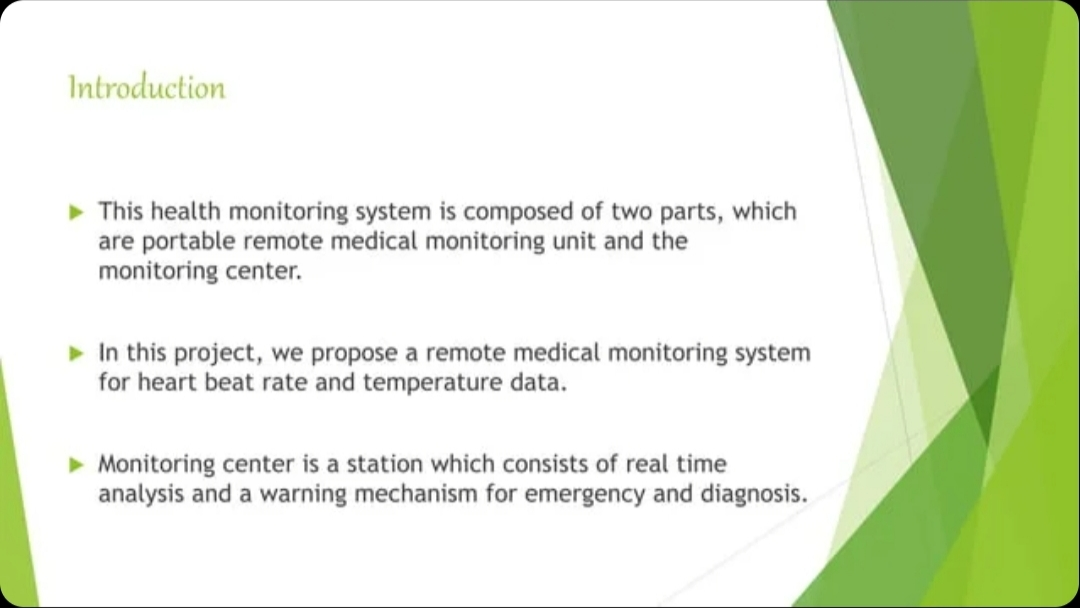 Introduction
This health monitoring system is composed of two parts, which
are portable remote medical monitoring unit and the
monitoring center.
In this project, we propose a remote medical monitoring system
for heart beat rate and temperature data.
Monitoring center is a station which consists of real time
analysis and a warning mechanism for emergency and diagnosis.